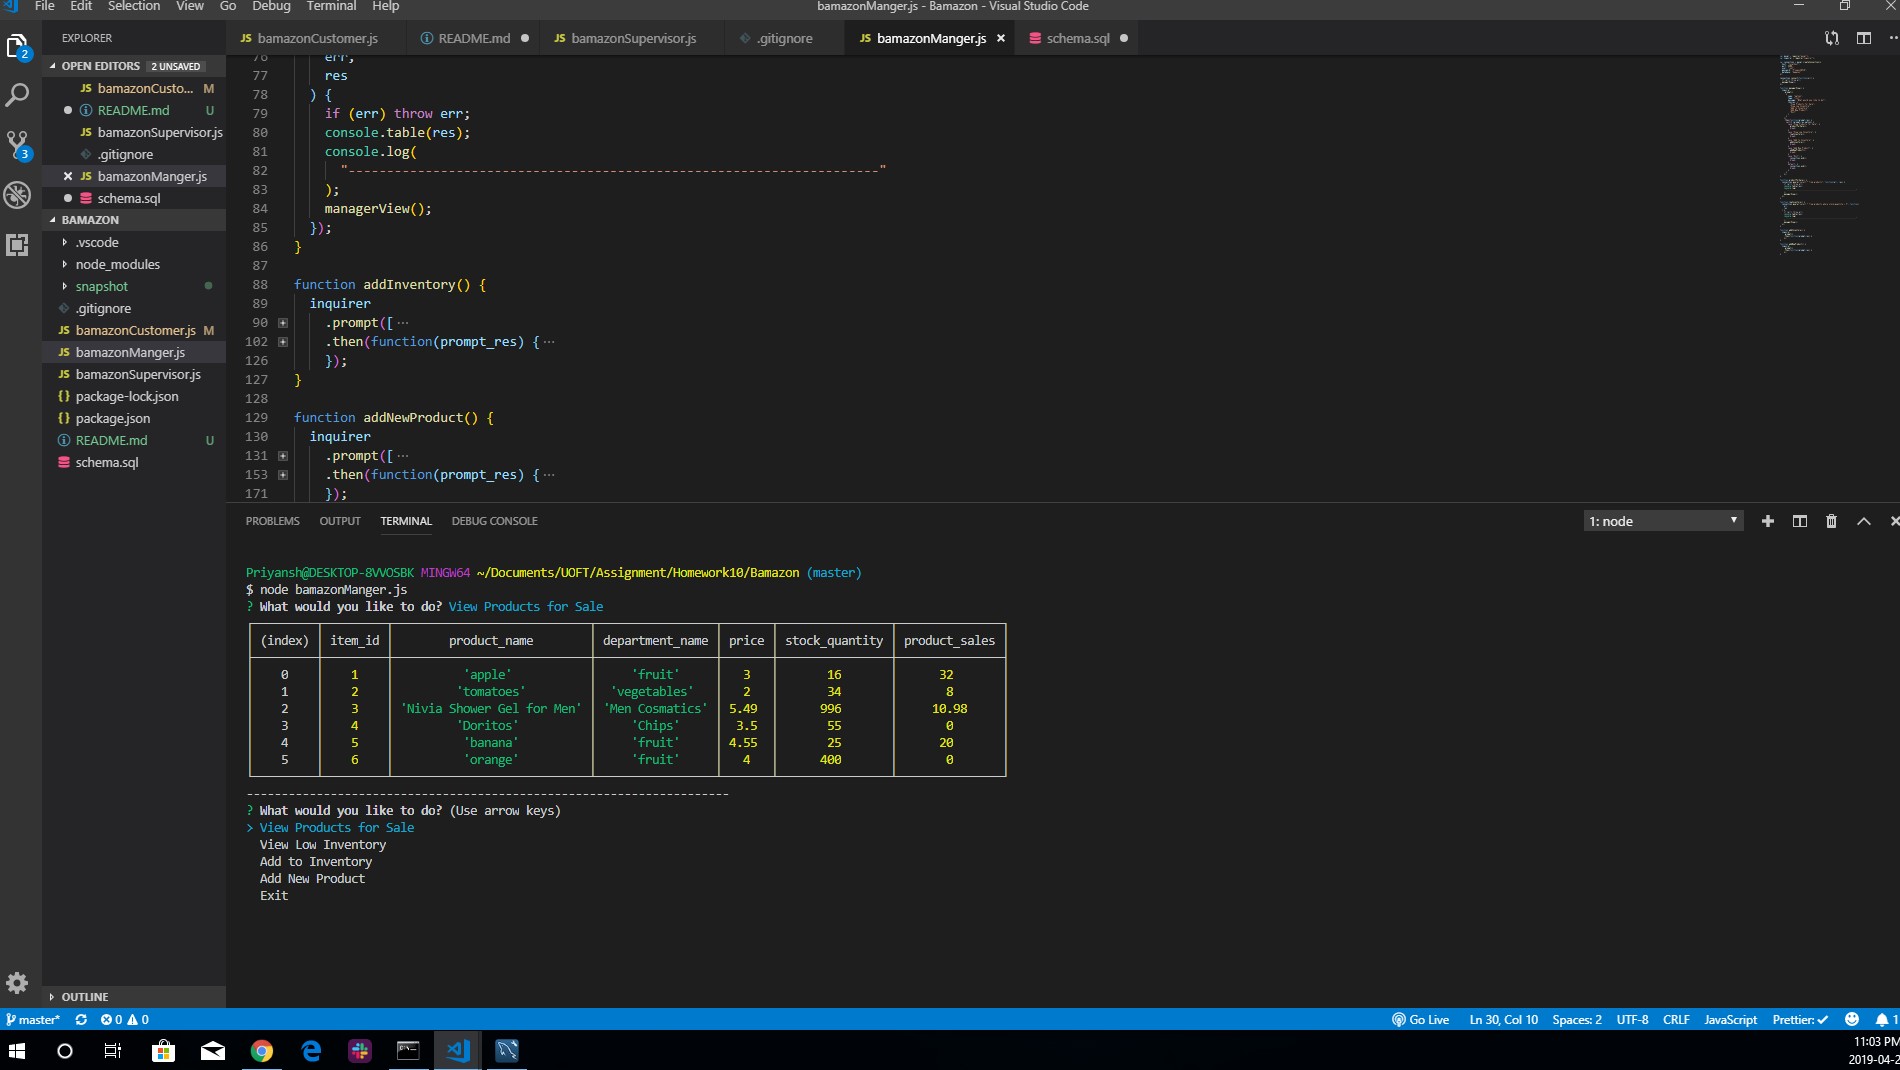 File Edit Selection View Go Debug Terminal Help
bamazonManger.js - Bamazon - Visual Studio Code
EXPLORER
OPEN EDITORS 2 UNSAVED
bamazonCusto... M
README.md U
bamazonSupervisor.js
.gitignore
bamazonManger.js
schema.sql
BAMAZON
.vscode
node_modules
snapshot
.gitignore
JS bamazonCustomer.js M
JS bamazonManger.js
JS bamazonSupervisor.js
{} package-lock.json
{} package.json
README.md U
schema.sql
OUTLINE
2
3
JS bamazonCustomer.js README.md JS bamazonSupervisor.js .gitignore JS bamazonManger.js × schema.sql
76 err,
77 res
78 ) {
79 if (err) throw err;
80 console.table(res);
81 console.log(
82 "---------------------------------------------------------------------"
83 );
84 managerView();
85 });
86 }
87
88 function addInventory() {
89 inquirer
90 .prompt([ ...
102 .then(function(prompt_res) { ...
126 });
127 }
128
129 function addNewProduct() {
130 inquirer
131 .prompt([ ...
153 .then(function(prompt_res) { ...
171 });
PROBLEMS OUTPUT TERMINAL DEBUG CONSOLE
1: node
Priyansh@DESKTOP-8VVOSBK MINGW64 ~/Documents/UOFT/Assignment/Homework10/Bamazon (master)
$ node bamazonManger.js
? What would you like to do? View Products for Sale
(index) item_id product_name department_name price stock_quantity product_sales
0 1 'apple' 'fruit' 3 16 32
1 2 'tomatoes' 'vegetables' 2 34 8
2 3 'Nivia Shower Gel for Men' 'Men Cosmatics' 5.49 996 10.98
3 4 'Doritos' 'Chips' 3.5 55 0
4 5 'banana' 'fruit' 4.55 25 20
5 6 'orange' 'fruit' 4 400 0
---------------------------------------------------------------------
? What would you like to do? (Use arrow keys)
> View Products for Sale
View Low Inventory
Add to Inventory
Add New Product
Exit
master* 0 0
Go Live Ln 30, Col 10 Spaces: 2 UTF-8 CRLF JavaScript Prettier: ✓ 1
11:03 PM
2019-04-2